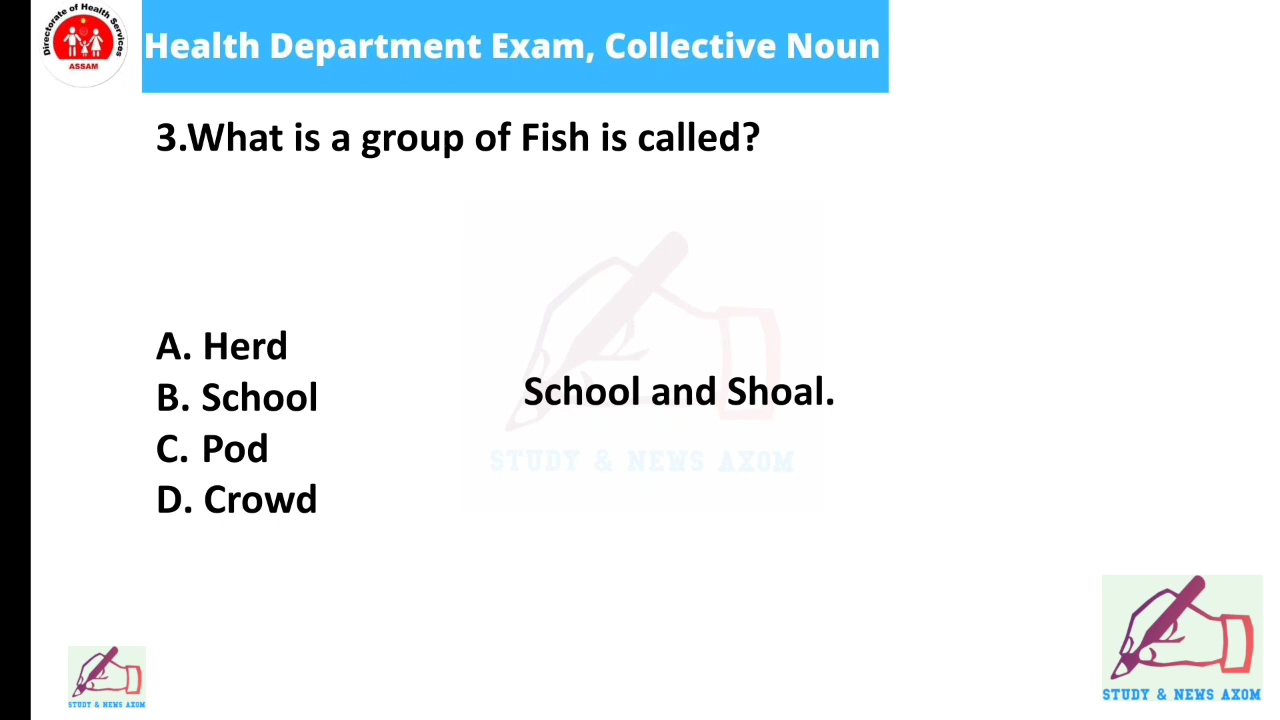 Directorate of Health Services
ASSAM
Health Department Exam, Collective Noun
3.What is a group of Fish is called?
A. Herd
B. School
C. Pod
D. Crowd
School and Shoal.
STUDY & NEWS AXOM
STUDY & NEWS AXOM
STUDY & NEWS AXOM